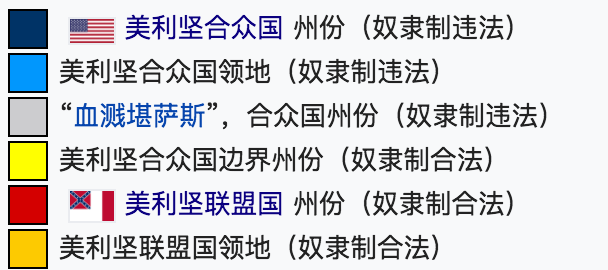 美利坚合众国 州份（奴隶制违法）
美利坚合众国领地（奴隶制违法）
“血溅堪萨斯”，合众国州份（奴隶制违法）
美利坚合众国边界州份（奴隶制合法）
美利坚联盟国 州份（奴隶制合法）
美利坚联盟国领地（奴隶制合法）